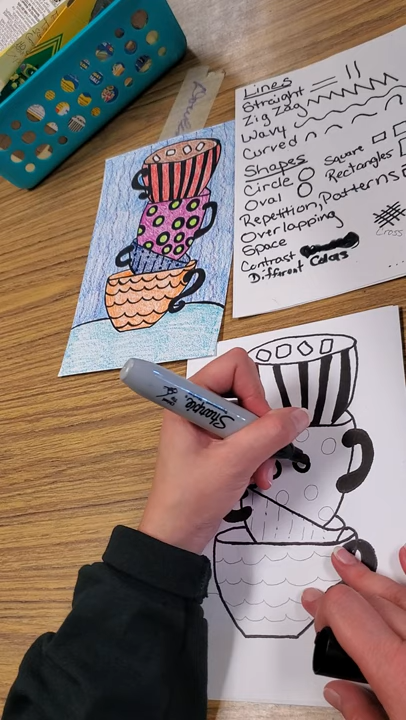 Lines
Straight
Zig Zag
Wavy
Curved
Shapes
Circle Square
Oval Rectangles
Repetition, Patterns
Overlapping
Space
Contrast
Different Colors
Cross
Sharpie